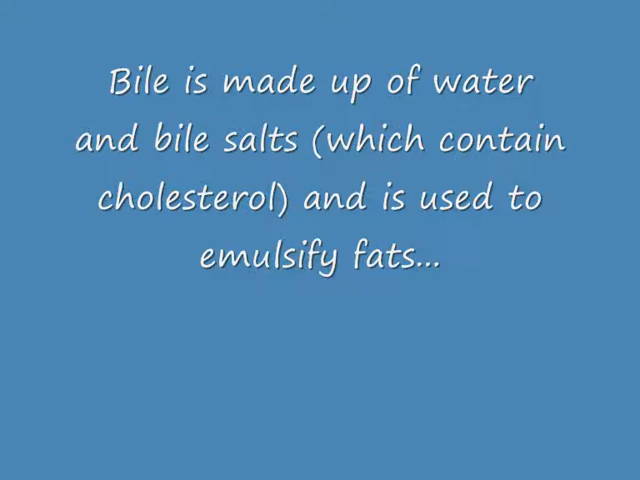 Bile is made up of water
and bile salts (which contain
cholesterol) and is used to
emulsify fats...